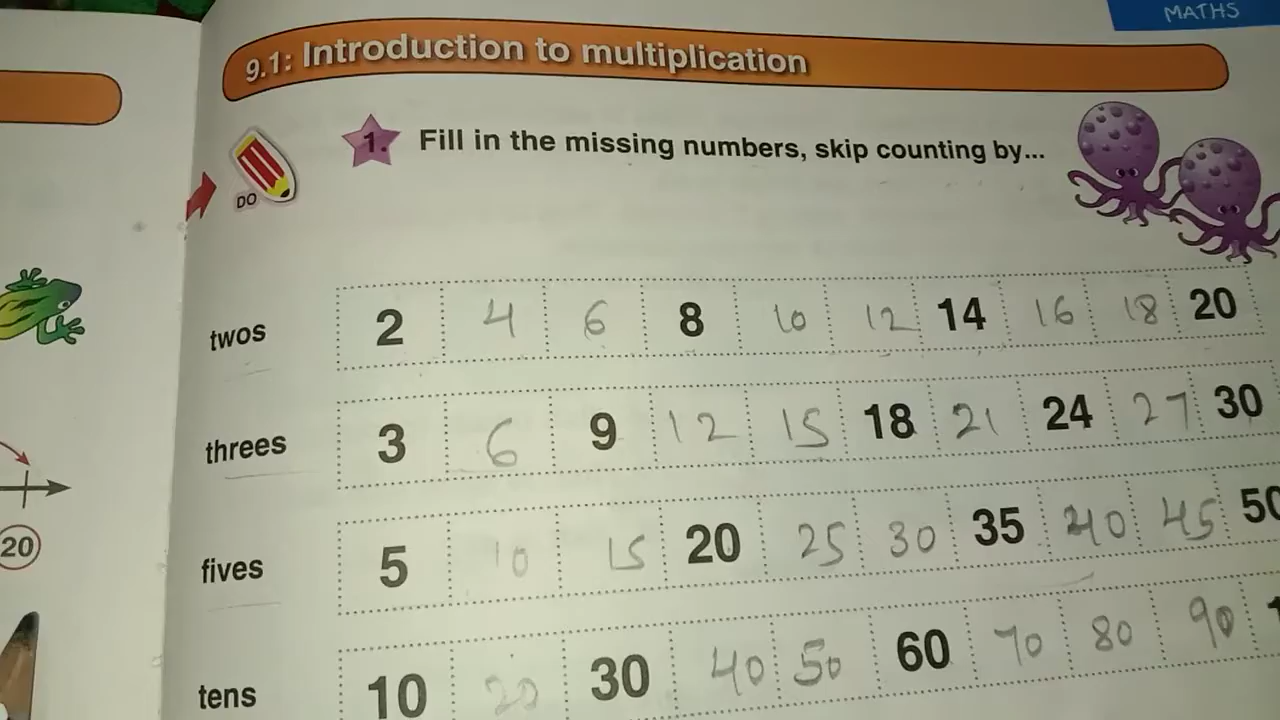 MATHS
9.1: Introduction to multiplication
1. Fill in the missing numbers, skip counting by...
DO
twos 2 4 6 8 10 12 14 16 18 20
threes 3 6 9 12 15 18 21 24 27 30
fives 5 10 15 20 25 30 35 40 45 50
20
tens 10 20 30 40 50 60 70 80 90